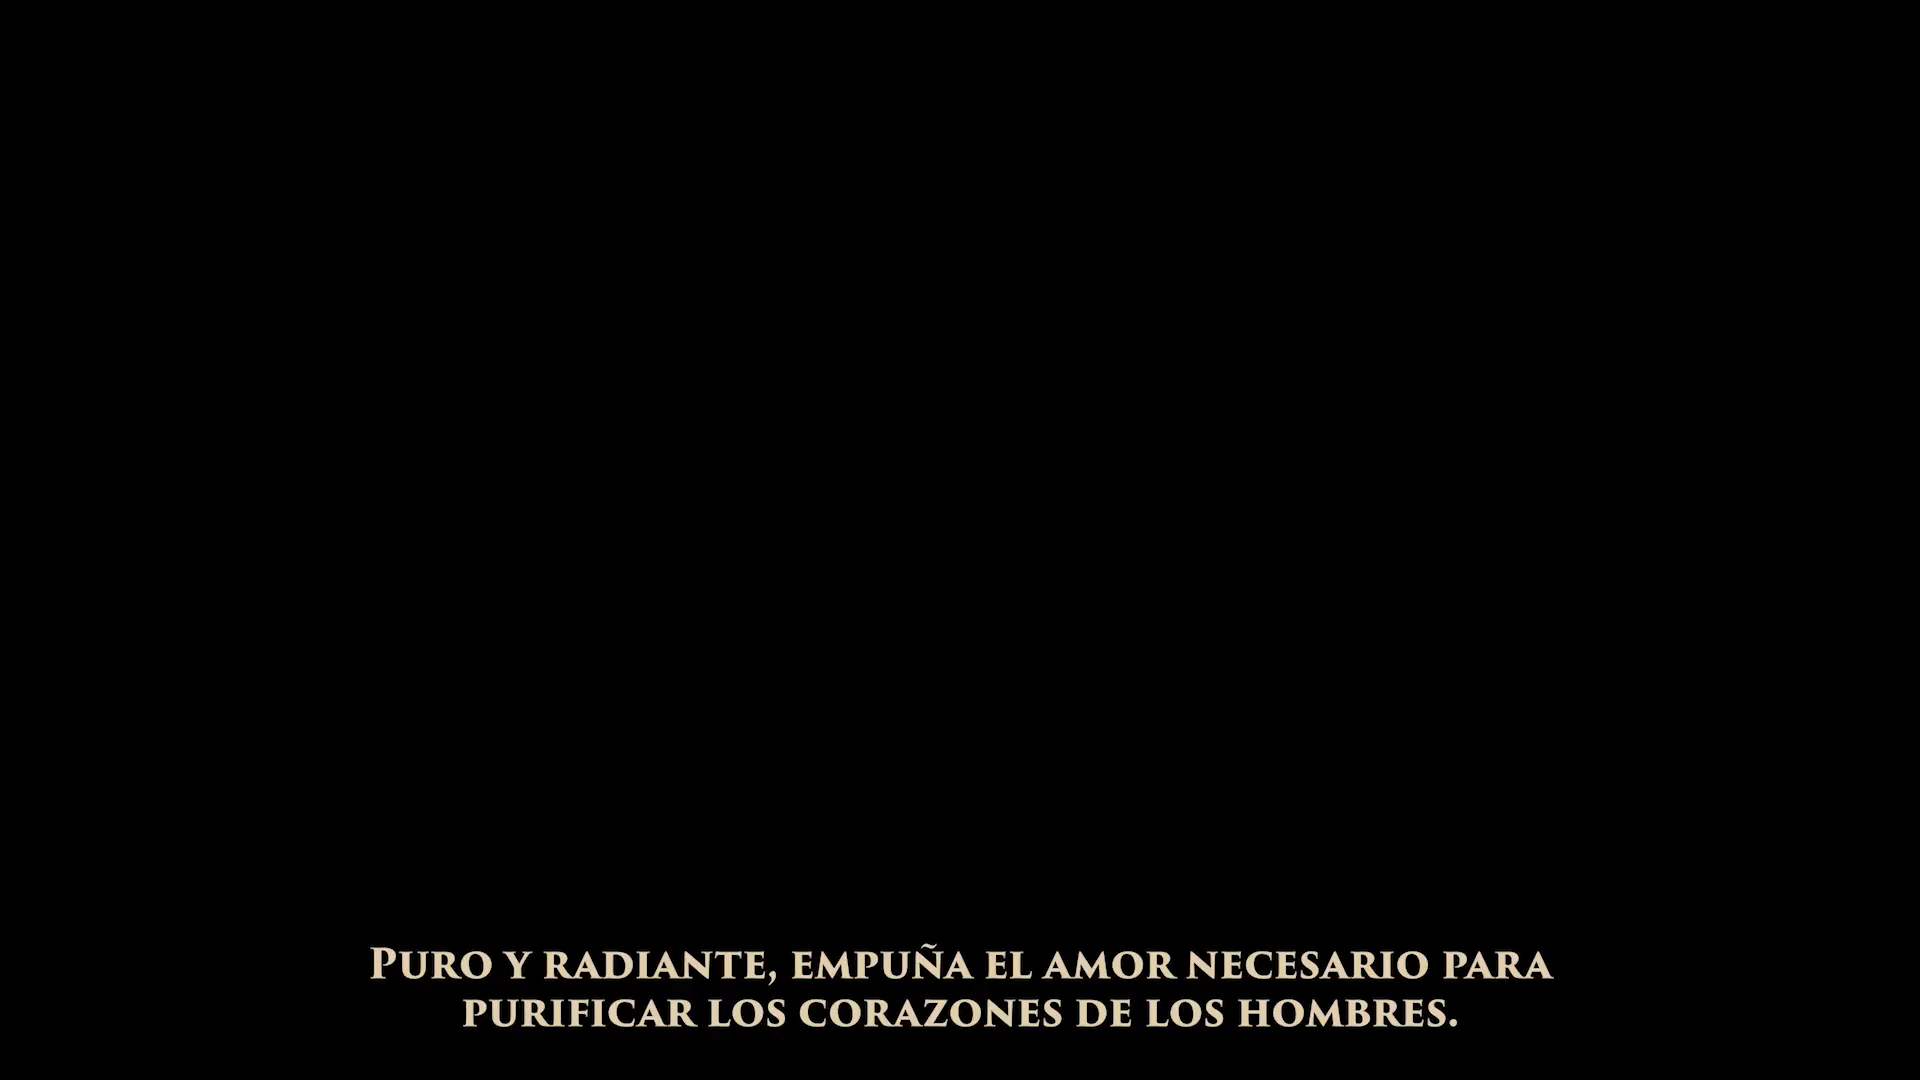 Puro y radiante, empuña el amor necesario para
purificar los corazones de los hombres.